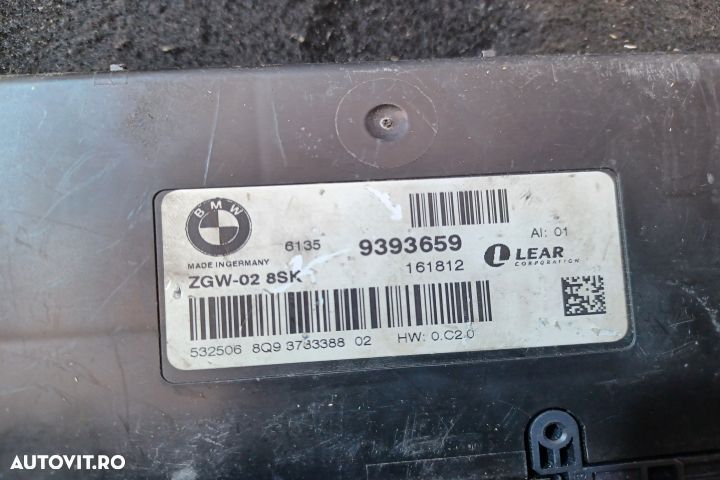 BMW
6135 9393659 AI: 01
MADE IN GERMANY
LEAR
CORPORATION
ZGW-02 8SK 161812
532506 8Q9 3733388 02 HW: 0.C2.0
AUTOVIT.RO